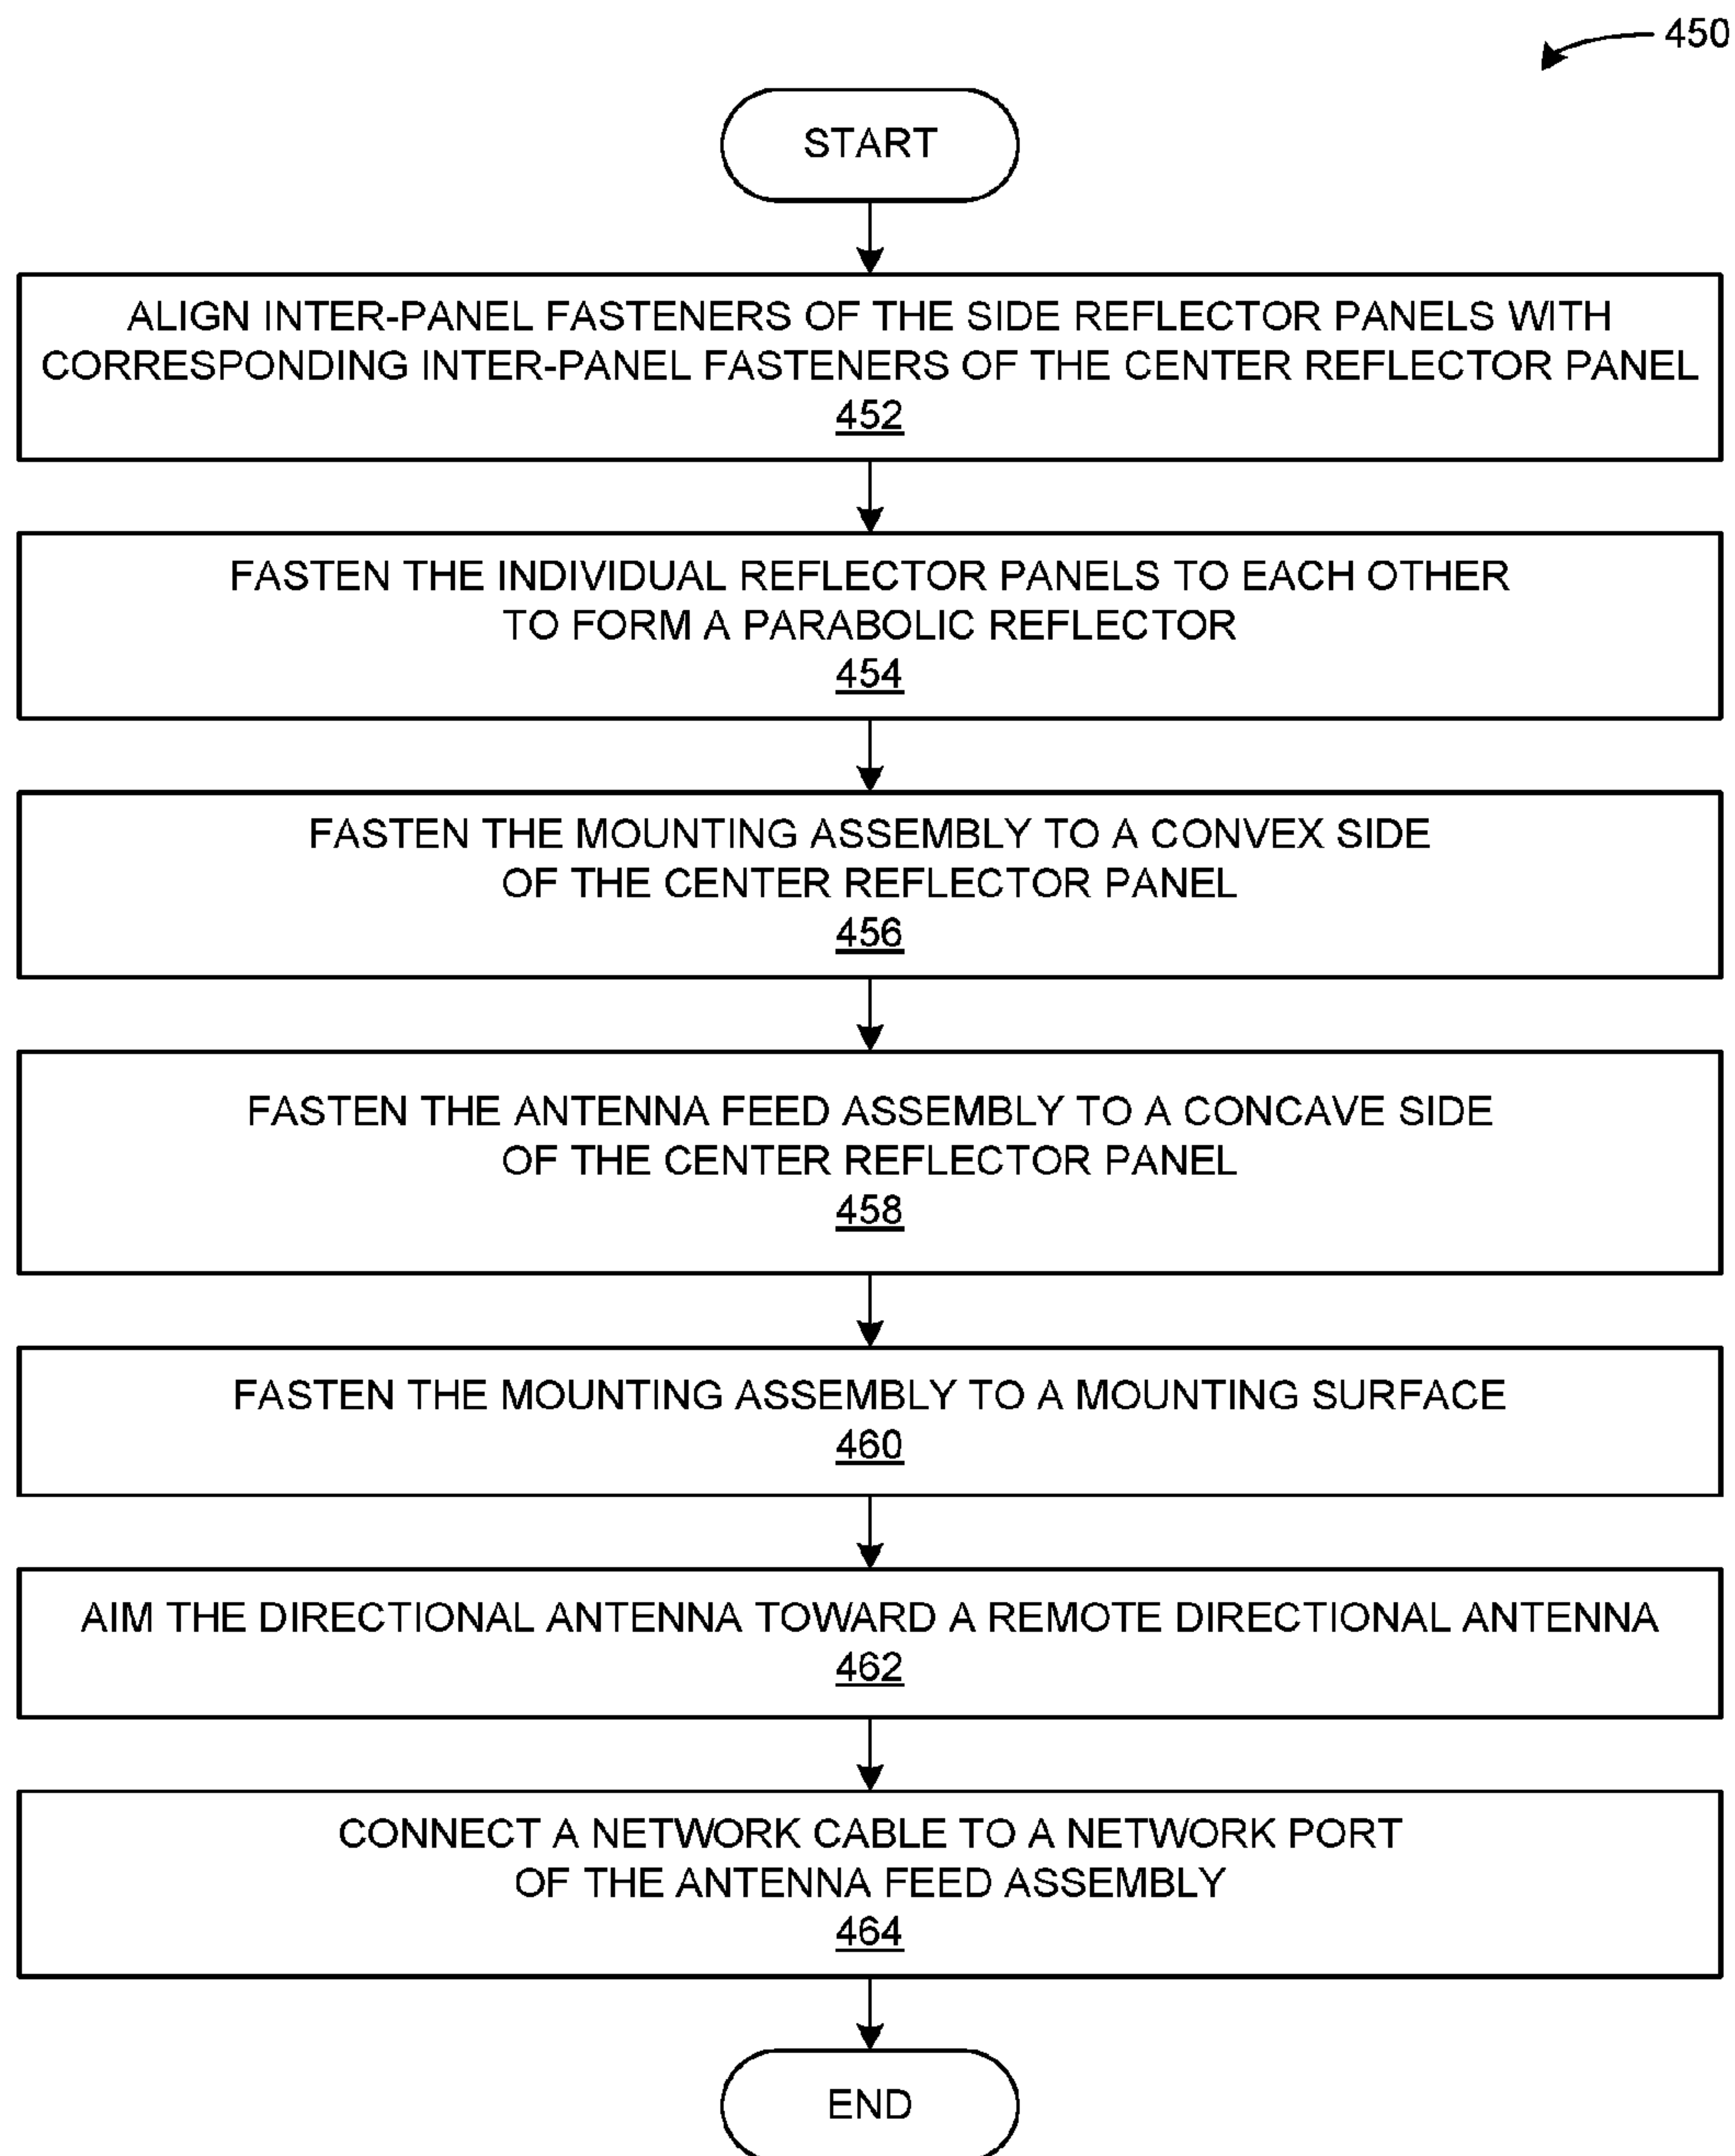 450
START
ALIGN INTER-PANEL FASTENERS OF THE SIDE REFLECTOR PANELS WITH
CORRESPONDING INTER-PANEL FASTENERS OF THE CENTER REFLECTOR PANEL
452
FASTEN THE INDIVIDUAL REFLECTOR PANELS TO EACH OTHER
TO FORM A PARABOLIC REFLECTOR
454
FASTEN THE MOUNTING ASSEMBLY TO A CONVEX SIDE
OF THE CENTER REFLECTOR PANEL
456
FASTEN THE ANTENNA FEED ASSEMBLY TO A CONCAVE SIDE
OF THE CENTER REFLECTOR PANEL
458
FASTEN THE MOUNTING ASSEMBLY TO A MOUNTING SURFACE
460
AIM THE DIRECTIONAL ANTENNA TOWARD A REMOTE DIRECTIONAL ANTENNA
462
CONNECT A NETWORK CABLE TO A NETWORK PORT
OF THE ANTENNA FEED ASSEMBLY
464
END